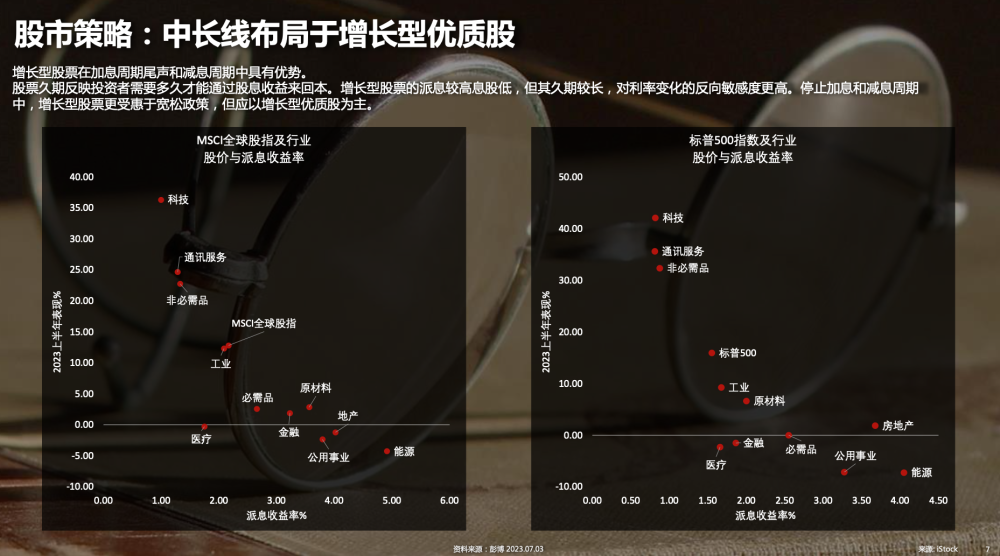 股市策略：中长线布局于增长型优质股
增长型股票在加息周期尾声和减息周期中具有优势。
股票久期反映投资者需要多久才能通过股息收益来回本。增长型股票的派息较高息股低，但其久期较长，对利率变化的反向敏感度更高。停止加息和减息周期
中，增长型股票更受惠于宽松政策，但应以增长型优质股为主。
MSCI全球股指及行业
股价与派息收益率
2023上半年表现%
40.00
35.00
30.00
25.00
20.00
15.00
10.00
5.00
0.00
-5.00
-10.00
科技
通讯服务
非必需品
MSCI全球股指
工业
原材料
必需品
地产
金融
医疗
公用事业
能源
0.00 1.00 2.00 3.00 4.00 5.00 6.00
派息收益率%
标普500指数及行业
股价与派息收益率
2023上半年表现%
50.00
40.00
30.00
20.00
10.00
0.00
-10.00
科技
通讯服务
非必需品
标普500
工业
原材料
房地产
金融
必需品
医疗
公用事业
能源
0.00 0.50 1.00 1.50 2.00 2.50 3.00 3.50 4.00 4.50
派息收益率%
资料来源：彭博 2023.07.03
来源: iStock
7